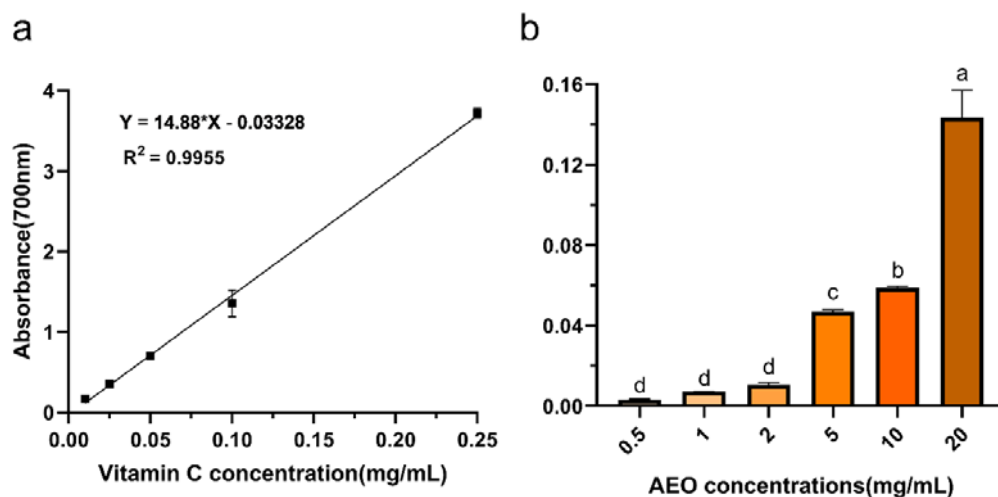 a
Y = 14.88*X - 0.03328
R² = 0.9955
Absorbance(700nm)
4
3
2
1
0
0.00 0.05 0.10 0.15 0.20 0.25
Vitamin C concentration(mg/mL)
b
0.16
0.12
0.08
0.04
0.00
d d d c b a
0.5 1 2 5 10 20
AEO concentrations(mg/mL)